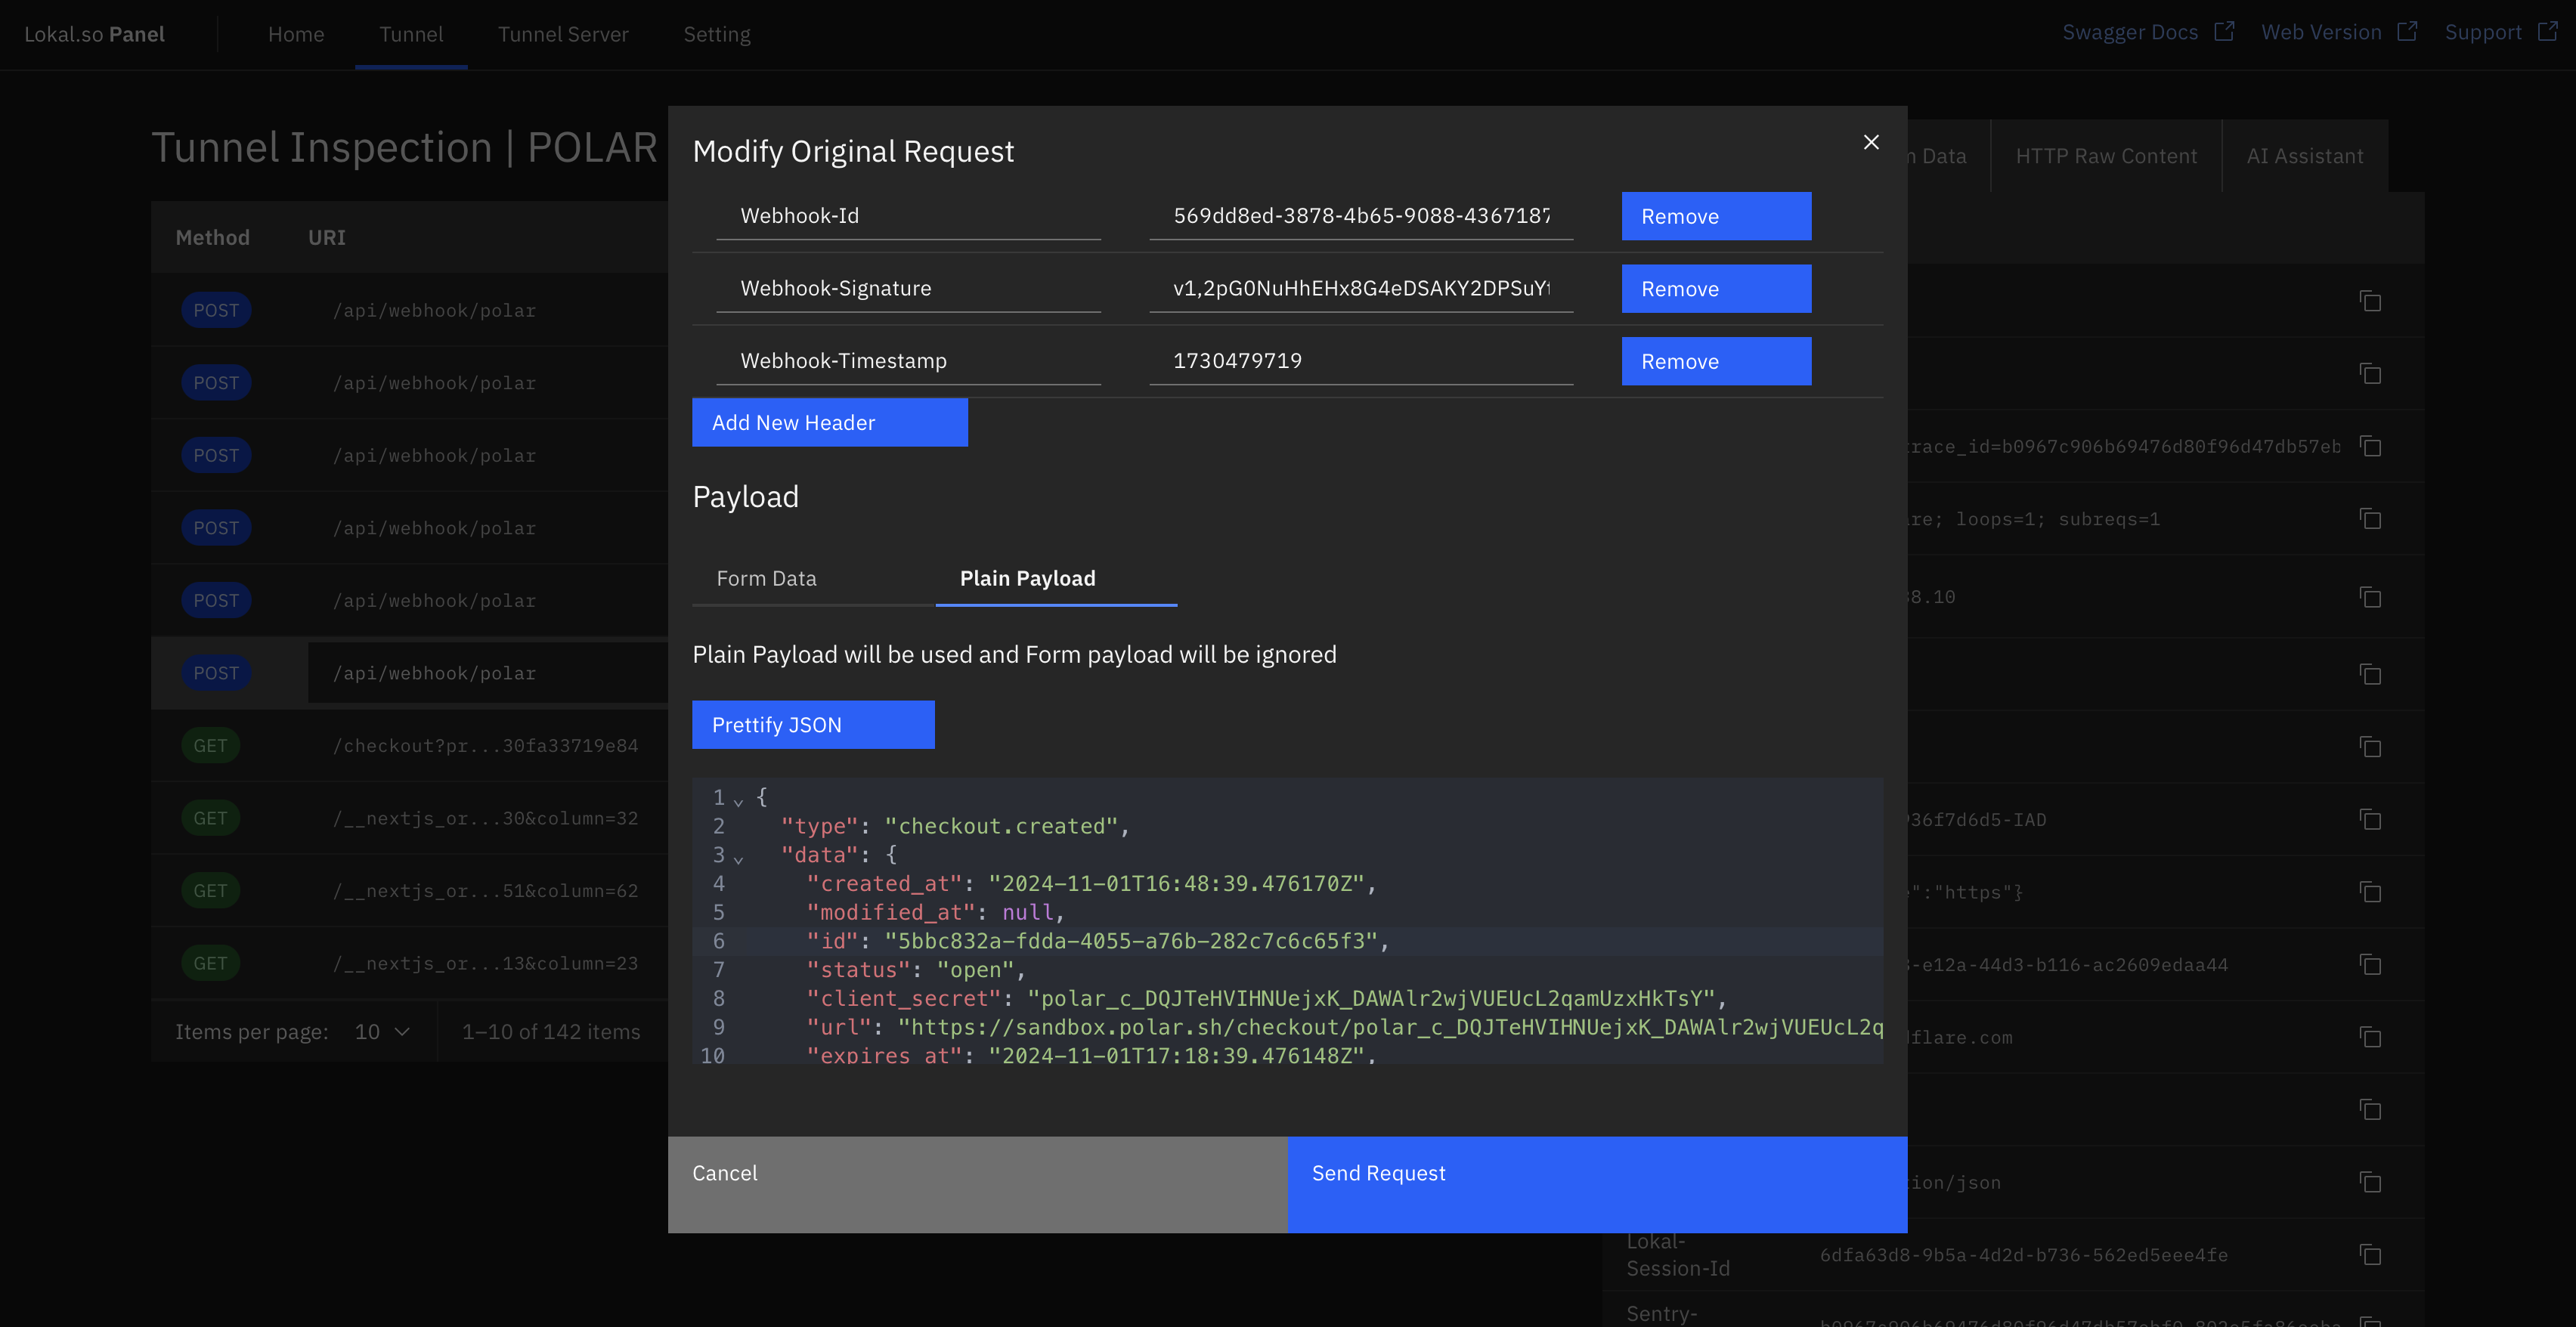 Lokal.so Panel
Home
Tunnel
Tunnel Server
Setting
Swagger Docs
Web Version
Support
Tunnel Inspection | POLAR
Method URI
POST /api/webhook/polar
POST /api/webhook/polar
POST /api/webhook/polar
POST /api/webhook/polar
POST /api/webhook/polar
POST /api/webhook/polar
GET /checkout?pr...30fa33719e84
GET /__nextjs_or...30&column=32
GET /__nextjs_or...51&column=62
GET /__nextjs_or...13&column=23
Items per page: 10 1–10 of 142 items
Modify Original Request
Webhook-Id 569dd8ed-3878-4b65-9088-4367187 Remove
Webhook-Signature v1,2pG0NuHhEHx8G4eDSAKY2DPSuY Remove
Webhook-Timestamp 1730479719 Remove
Add New Header
Payload
Form Data
Plain Payload
Plain Payload will be used and Form payload will be ignored
Prettify JSON
1 {
2 "type": "checkout.created",
3 "data": {
4 "created_at": "2024-11-01T16:48:39.476170Z",
5 "modified_at": null,
6 "id": "5bbc832a-fdda-4055-a76b-282c7c6c65f3",
7 "status": "open",
8 "client_secret": "polar_c_DQJTeHVIHNUejxK_DAWAlr2wjVUEUcL2qamUzxHkTsY",
9 "url": "https://sandbox.polar.sh/checkout/polar_c_DQJTeHVIHNUejxK_DAWAlr2wjVUEUcL2q
10 "expires_at": "2024-11-01T17:18:39.476148Z",
Cancel
Send Request
Data
HTTP Raw Content
AI Assistant
race_id=b0967c906b69476d80f96d47db57eb
re; loops=1; subreqs=1
8.10
36f7d6d5-IAD
":"https"}
-e12a-44d3-b116-ac2609edaa44
flare.com
ion/json
Lokal-
Session-Id
6dfa63d8-9b5a-4d2d-b736-562ed5eee4fe
Sentry-